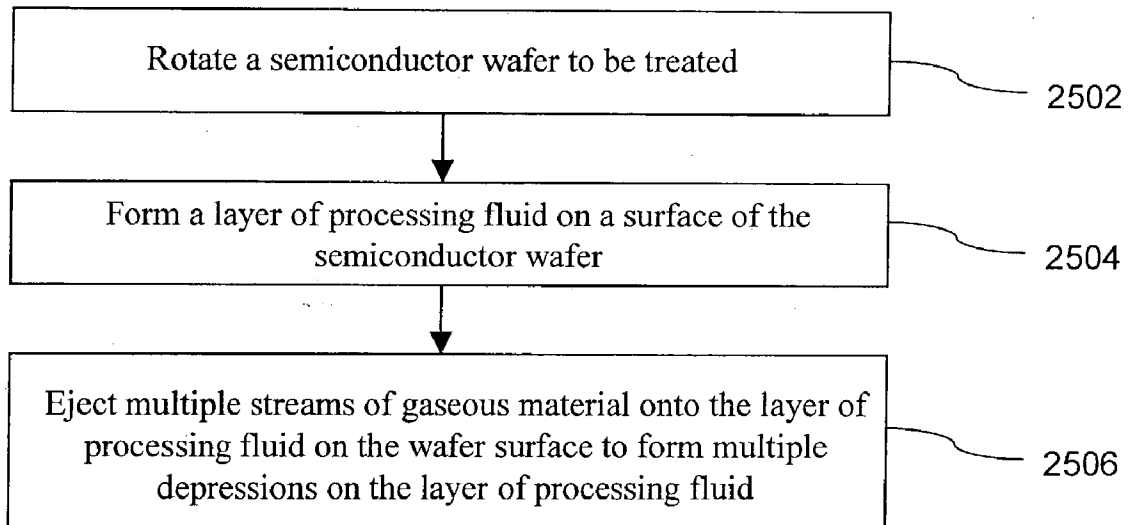 Rotate a semiconductor wafer to be treated
2502
Form a layer of processing fluid on a surface of the
semiconductor wafer
2504
Eject multiple streams of gaseous material onto the layer of
processing fluid on the wafer surface to form multiple
depressions on the layer of processing fluid
2506